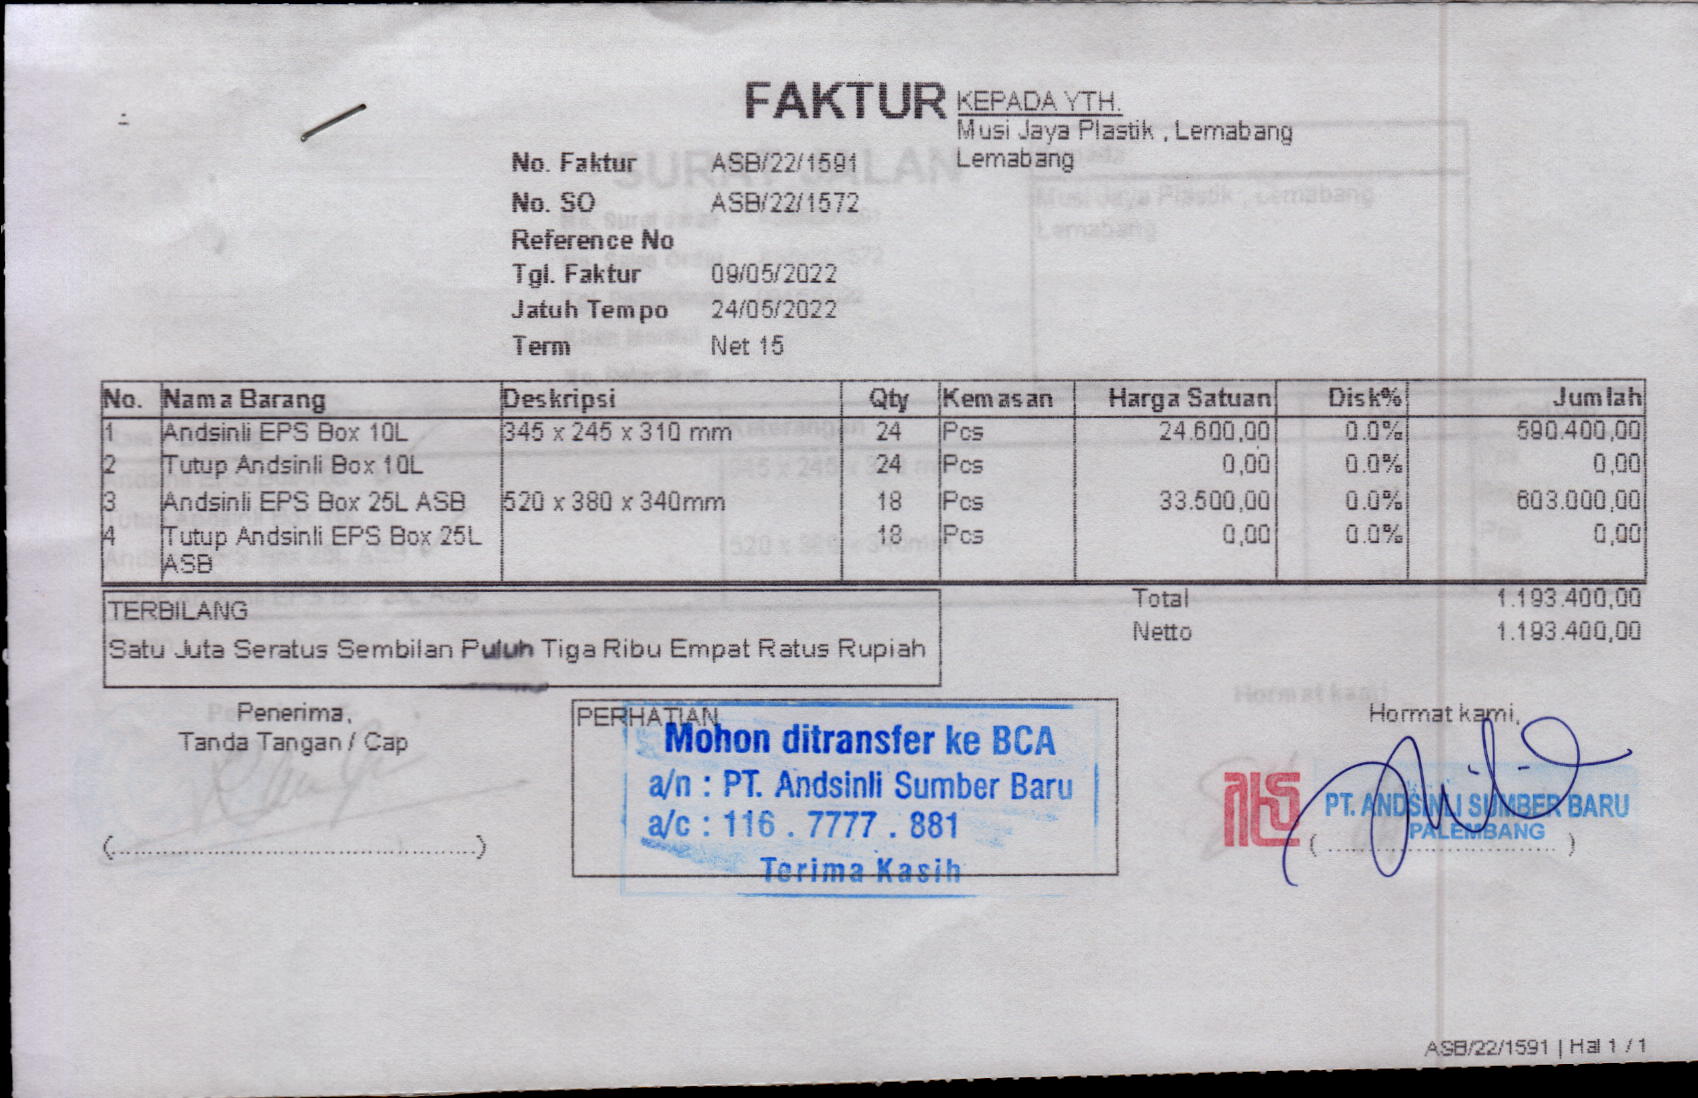 FAKTUR
KEPADA YTH.
Musi Jaya Plastik , Lemabang
Lemabang
No. Faktur ASB/22/1591
No. SO ASB/22/1572
Reference No
Tgl. Faktur 09/05/2022
Jatuh Tempo 24/05/2022
Term Net 15
No. Nama Barang Deskripsi Qty Kemasan Harga Satuan Disk% Jumlah
1 Andsinli EPS Box 10L 345 x 245 x 310 mm 24 Pcs 24.600,00 0.0% 590.400,00
2 Tutup Andsinli Box 10L 24 Pcs 0,00 0.0% 0,00
3 Andsinli EPS Box 25L ASB 520 x 380 x 340mm 18 Pcs 33.500,00 0.0% 603.000,00
4 Tutup Andsinli EPS Box 25L 18 Pcs 0,00 0.0% 0,00
ASB
TERBILANG
Satu Juta Seratus Sembilan Puluh Tiga Ribu Empat Ratus Rupiah
Total 1.193.400,00
Netto 1.193.400,00
Penerima,
Tanda Tangan / Cap
PERHATIAN
Mohon ditransfer ke BCA
a/n : PT. Andsinli Sumber Baru
a/c : 116 . 7777 . 881
Terima Kasih
Hormat kami,
PT. ANDSINLI SUMBER BARU
PALEMBANG
ASB/22/1591 | Hal 1 / 1